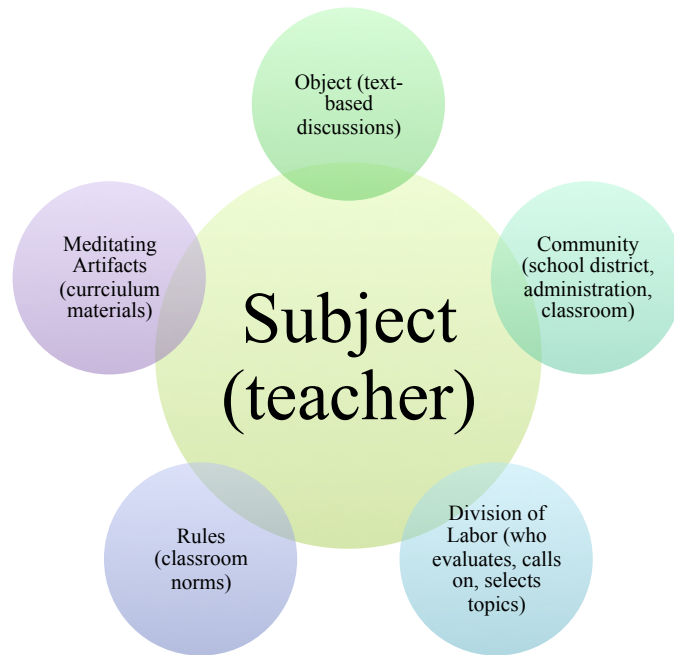 Object (text-
based
discussions)
Meditating
Artifacts
(currciulum
materials)
Community
(school district,
administration,
classroom)
Subject
(teacher)
Rules
(classroom
norms)
Division of
Labor (who
evaluates, calls
on, selects
topics)